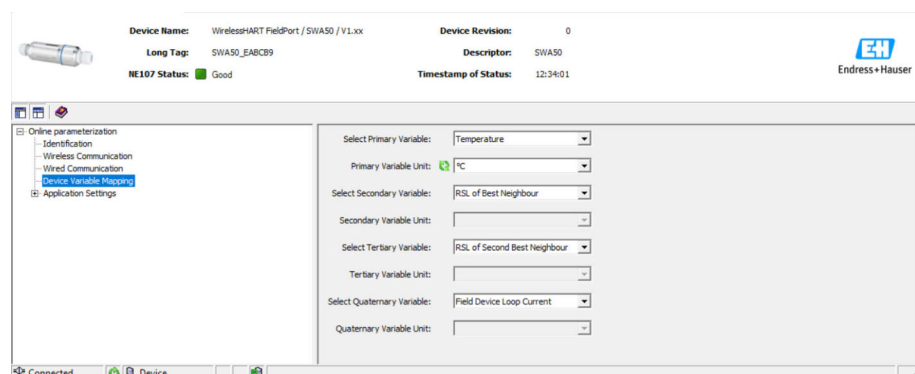 Device Name: WirelessHART FieldPort / SWA50 / V1.xx Device Revision: 0
Long Tag: SWA50_EABCB9 Descriptor: SWA50
NE107 Status: Good Timestamp of Status: 12:34:01
EH
Endress+Hauser
Online parameterization
Identification
Wireless Communication
Wired Communication
Device Variable Mapping
Application Settings
Select Primary Variable: Temperature
Primary Variable Unit: °C
Select Secondary Variable: RSL of Best Neighbour
Secondary Variable Unit:
Select Tertiary Variable: RSL of Second Best Neighbour
Tertiary Variable Unit:
Select Quaternary Variable: Field Device Loop Current
Quaternary Variable Unit:
Connected Device